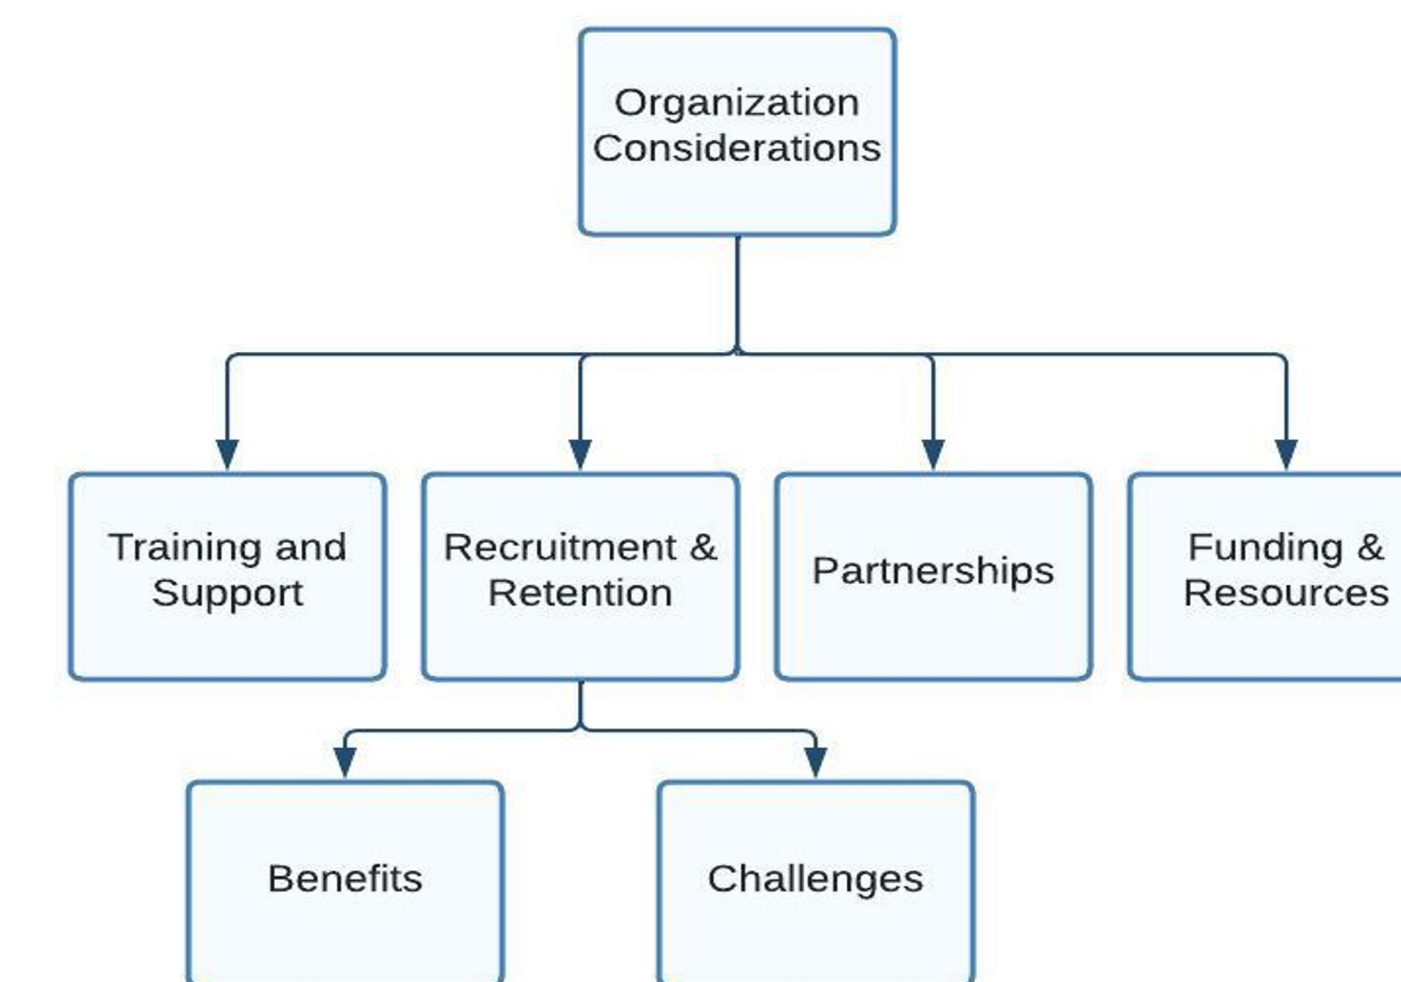 Organization
Considerations
Training and
Support
Recruitment &
Retention
Partnerships
Funding &
Resources
Benefits
Challenges